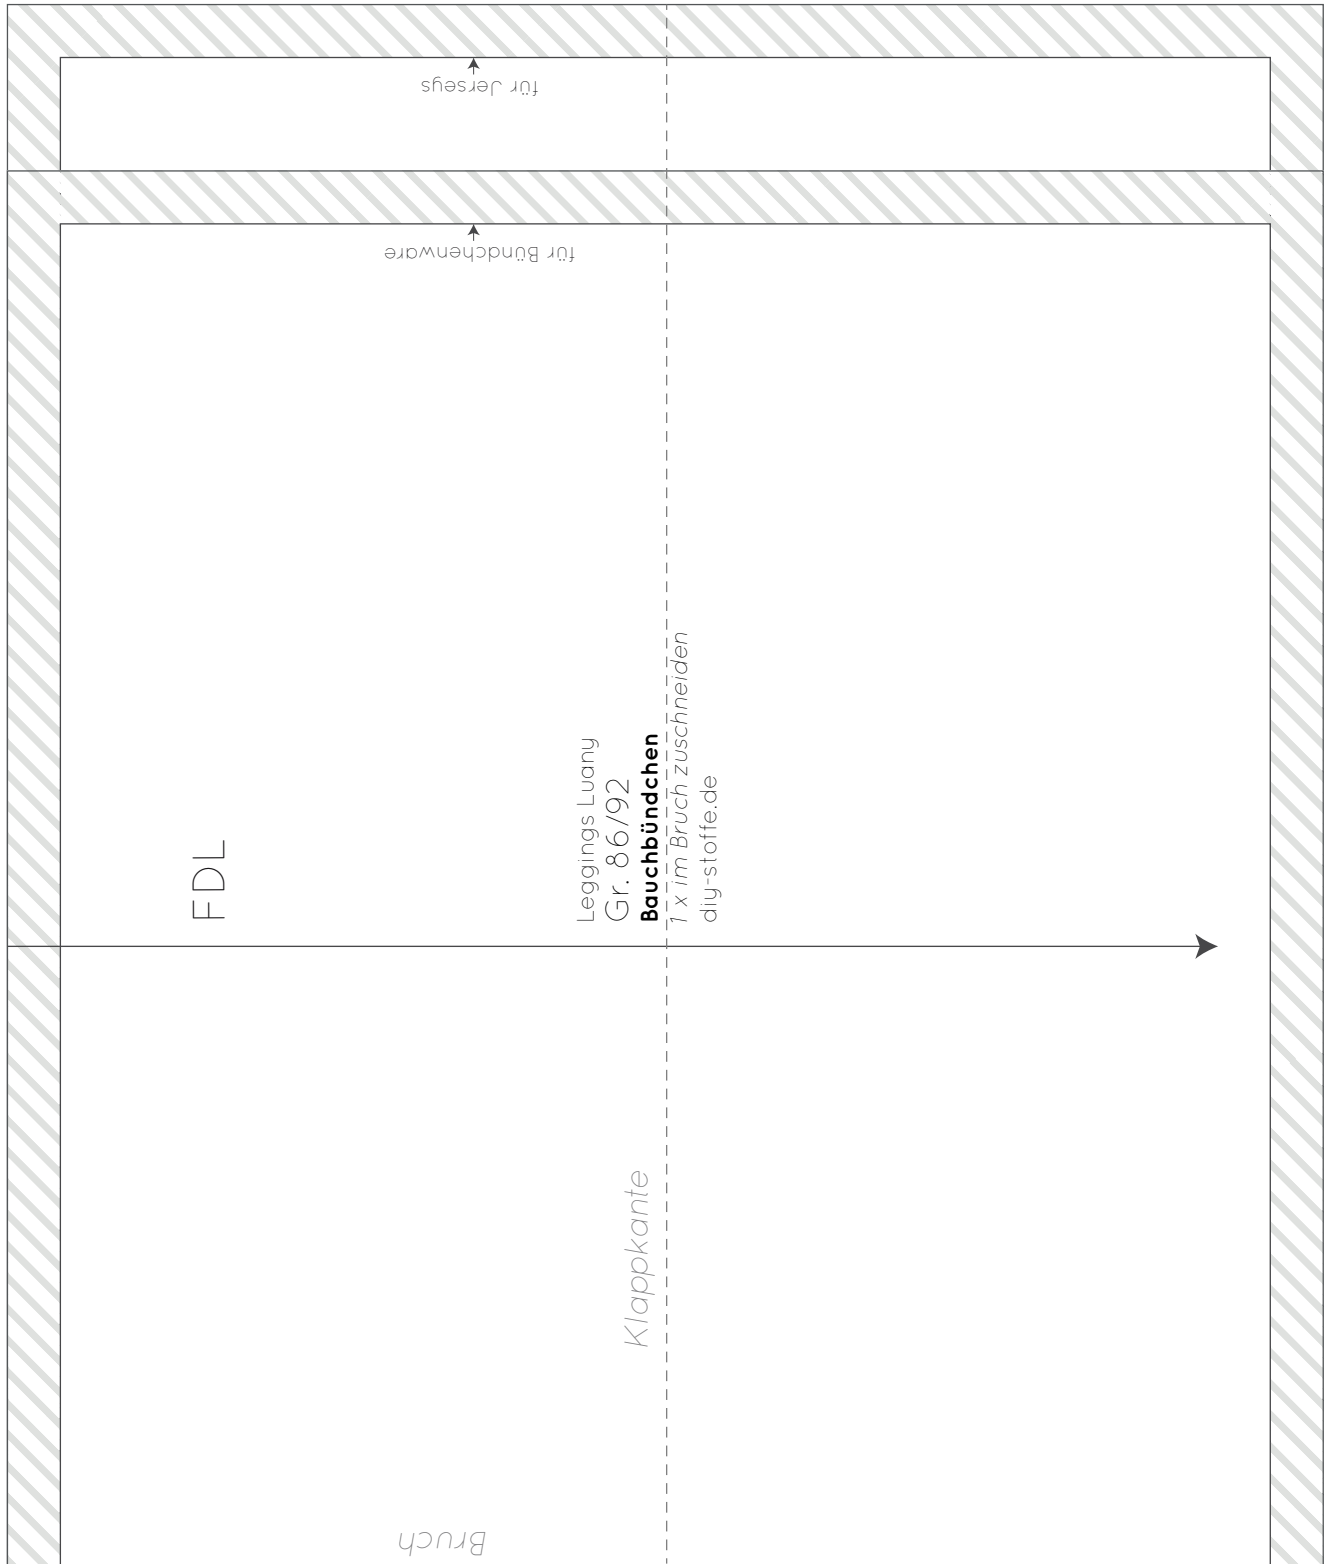 für Jerseys
für Bündchenware
FDL
Leggings Luany
Gr. 86/92
Bauchbündchen
1 x im Bruch zuschneiden
diy-stoffe.de
Klappkante
Bruch